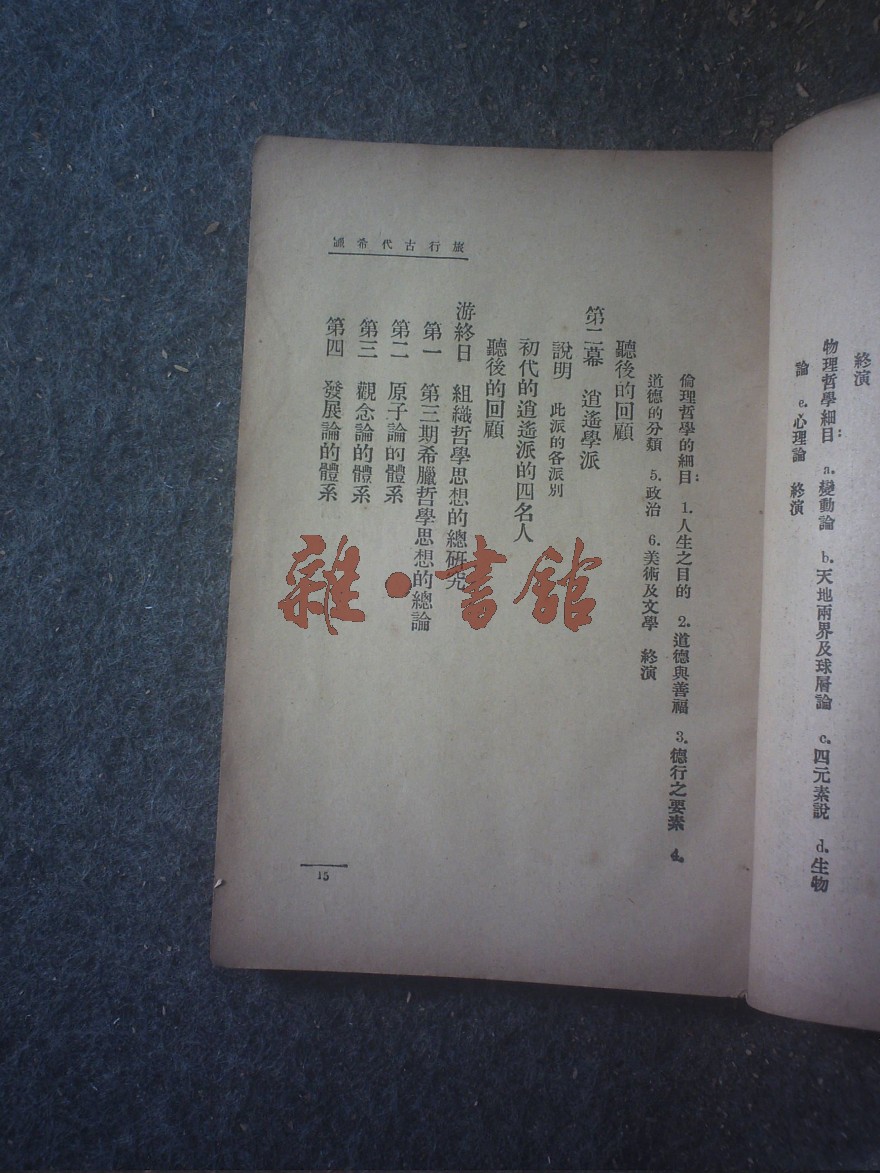 終演
物理哲學細目： a.變動論 b.天地兩界及球層論 c.四元素說 d.生物
論 e.心理論 終演
旅行古代希臘
倫理哲學的細目： 1.人生之目的 2.道德與善福 3.德行之要素 4.
道德的分類 5.政治 6.美術及文學 終演
聽後的回顧
第二幕 逍遙學派
說明 此派的各派別
初代的逍遙派的四名人
聽後的回顧
游終日 組織哲學思想的總研究
第一 第三期希臘哲學思想的總論
第二 原子論的體系
第三 觀念論的體系
第四 發展論的體系
15
雜·書館